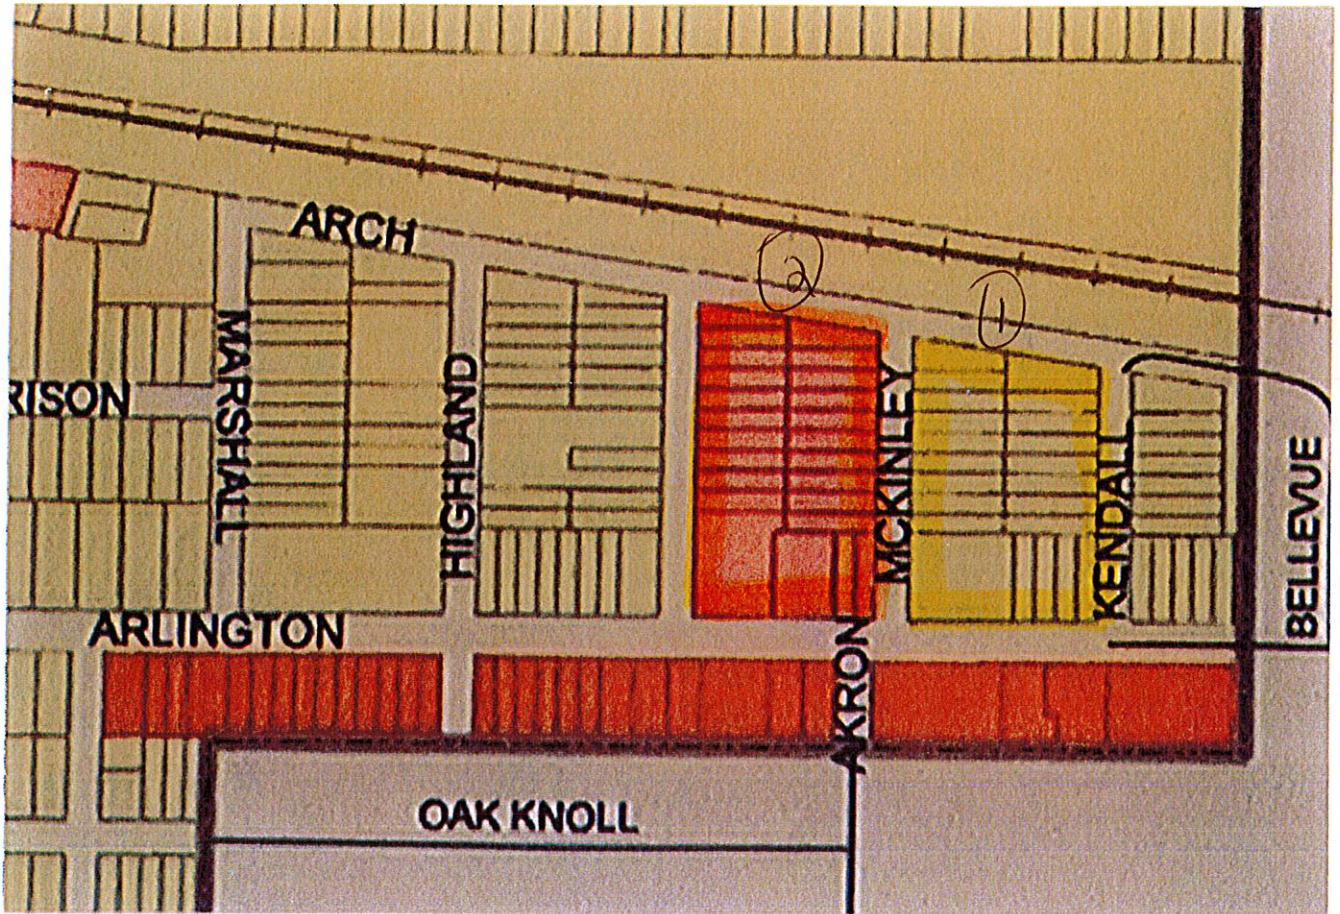 ARCH
2
1
MARSHALL
RISON
HIGHLAND
MCKINLEY
KENDALL
BELLEVUE
ARLINGTON
AKRON
OAK KNOLL